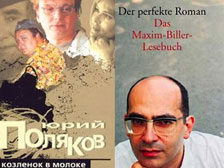 ЮРИЙ
ПОЛЯКОВ
КОЗЛЕНОК В МОЛОКЕ
Der perfekte Roman
Das
Maxim-Biller-
Lesebuch